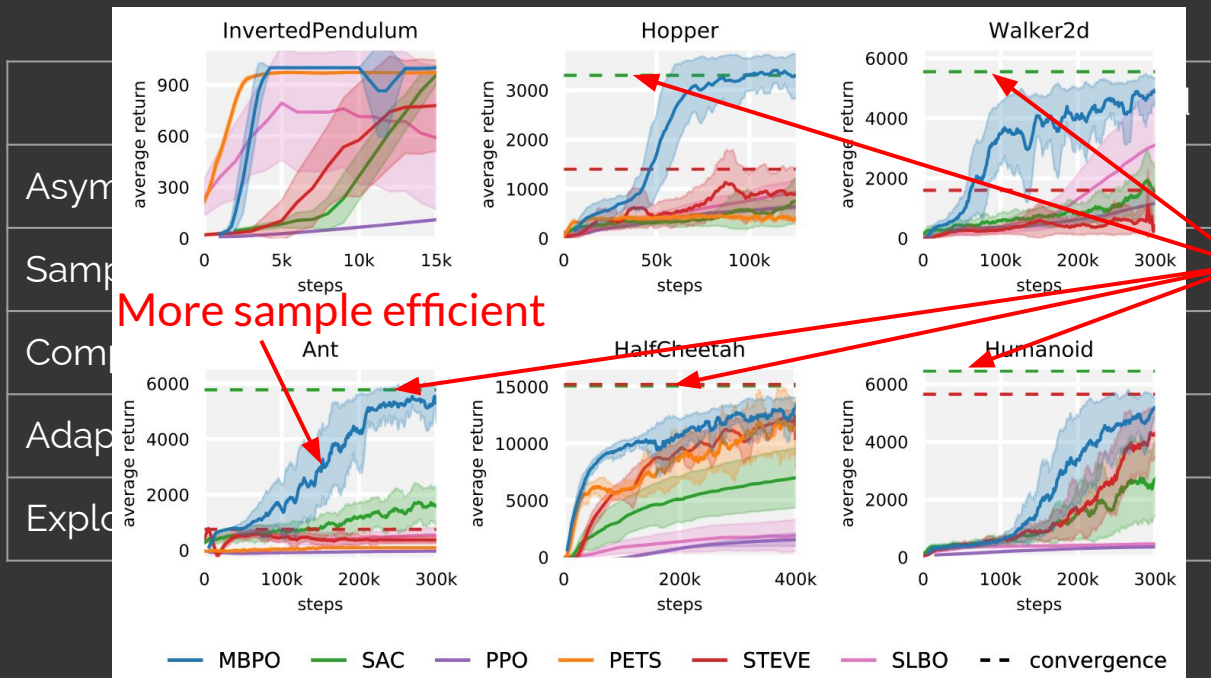 InvertedPendulum
Hopper
Walker2d
average return
900
600
300
0
0 5k 10k 15k
steps
average return
3000
2000
1000
0
0 50k 100k
steps
average return
6000
4000
2000
0
0 100k 200k 300k
steps
More sample efficient
Ant
HalfCheetah
Humanoid
average return
6000
4000
2000
0
0 100k 200k 300k
steps
average return
15000
10000
5000
0
0 200k 400k
steps
average return
6000
4000
2000
0
0 100k 200k 300k
steps
MBPO SAC PPO PETS STEVE SLBO convergence
Asym
Samp
Comp
Adap
Explo